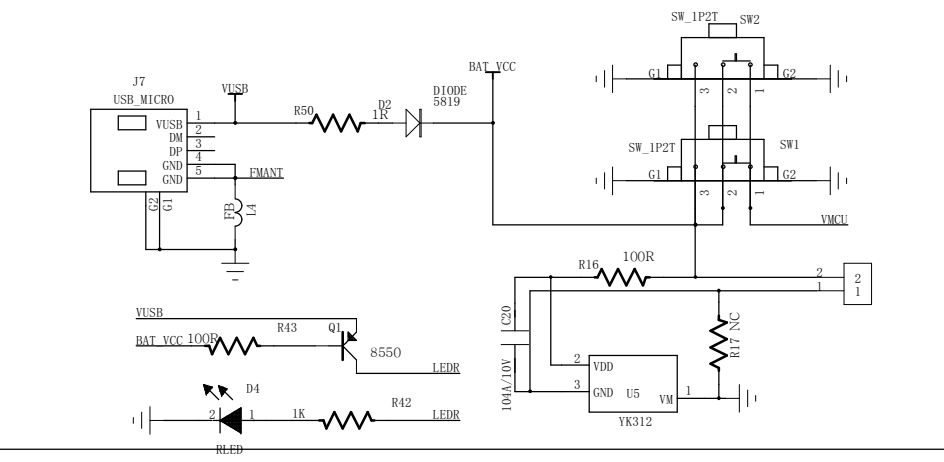 SW_1P2T SW2
G1 G2
3 2 1
SW_1P2T SW1
G1 G2
3 2 1
VMCU
J7
USB_MICRO
VUSB 1
DM 2
DP 3
GND 4
GND 5
G2 G1
VUSB
R50 D2
1R
DIODE
5819
BAT_VCC
FMANT
FB L4
R16 100R
2 2
1 1
C20
104A/10V
R17 NC
2 VDD
3 GND U5 VM 1
YK312
VUSB
BAT_VCC 100R R43 Q1
8550
LEDR
D4
2 1 1K R42 LEDR
RLED